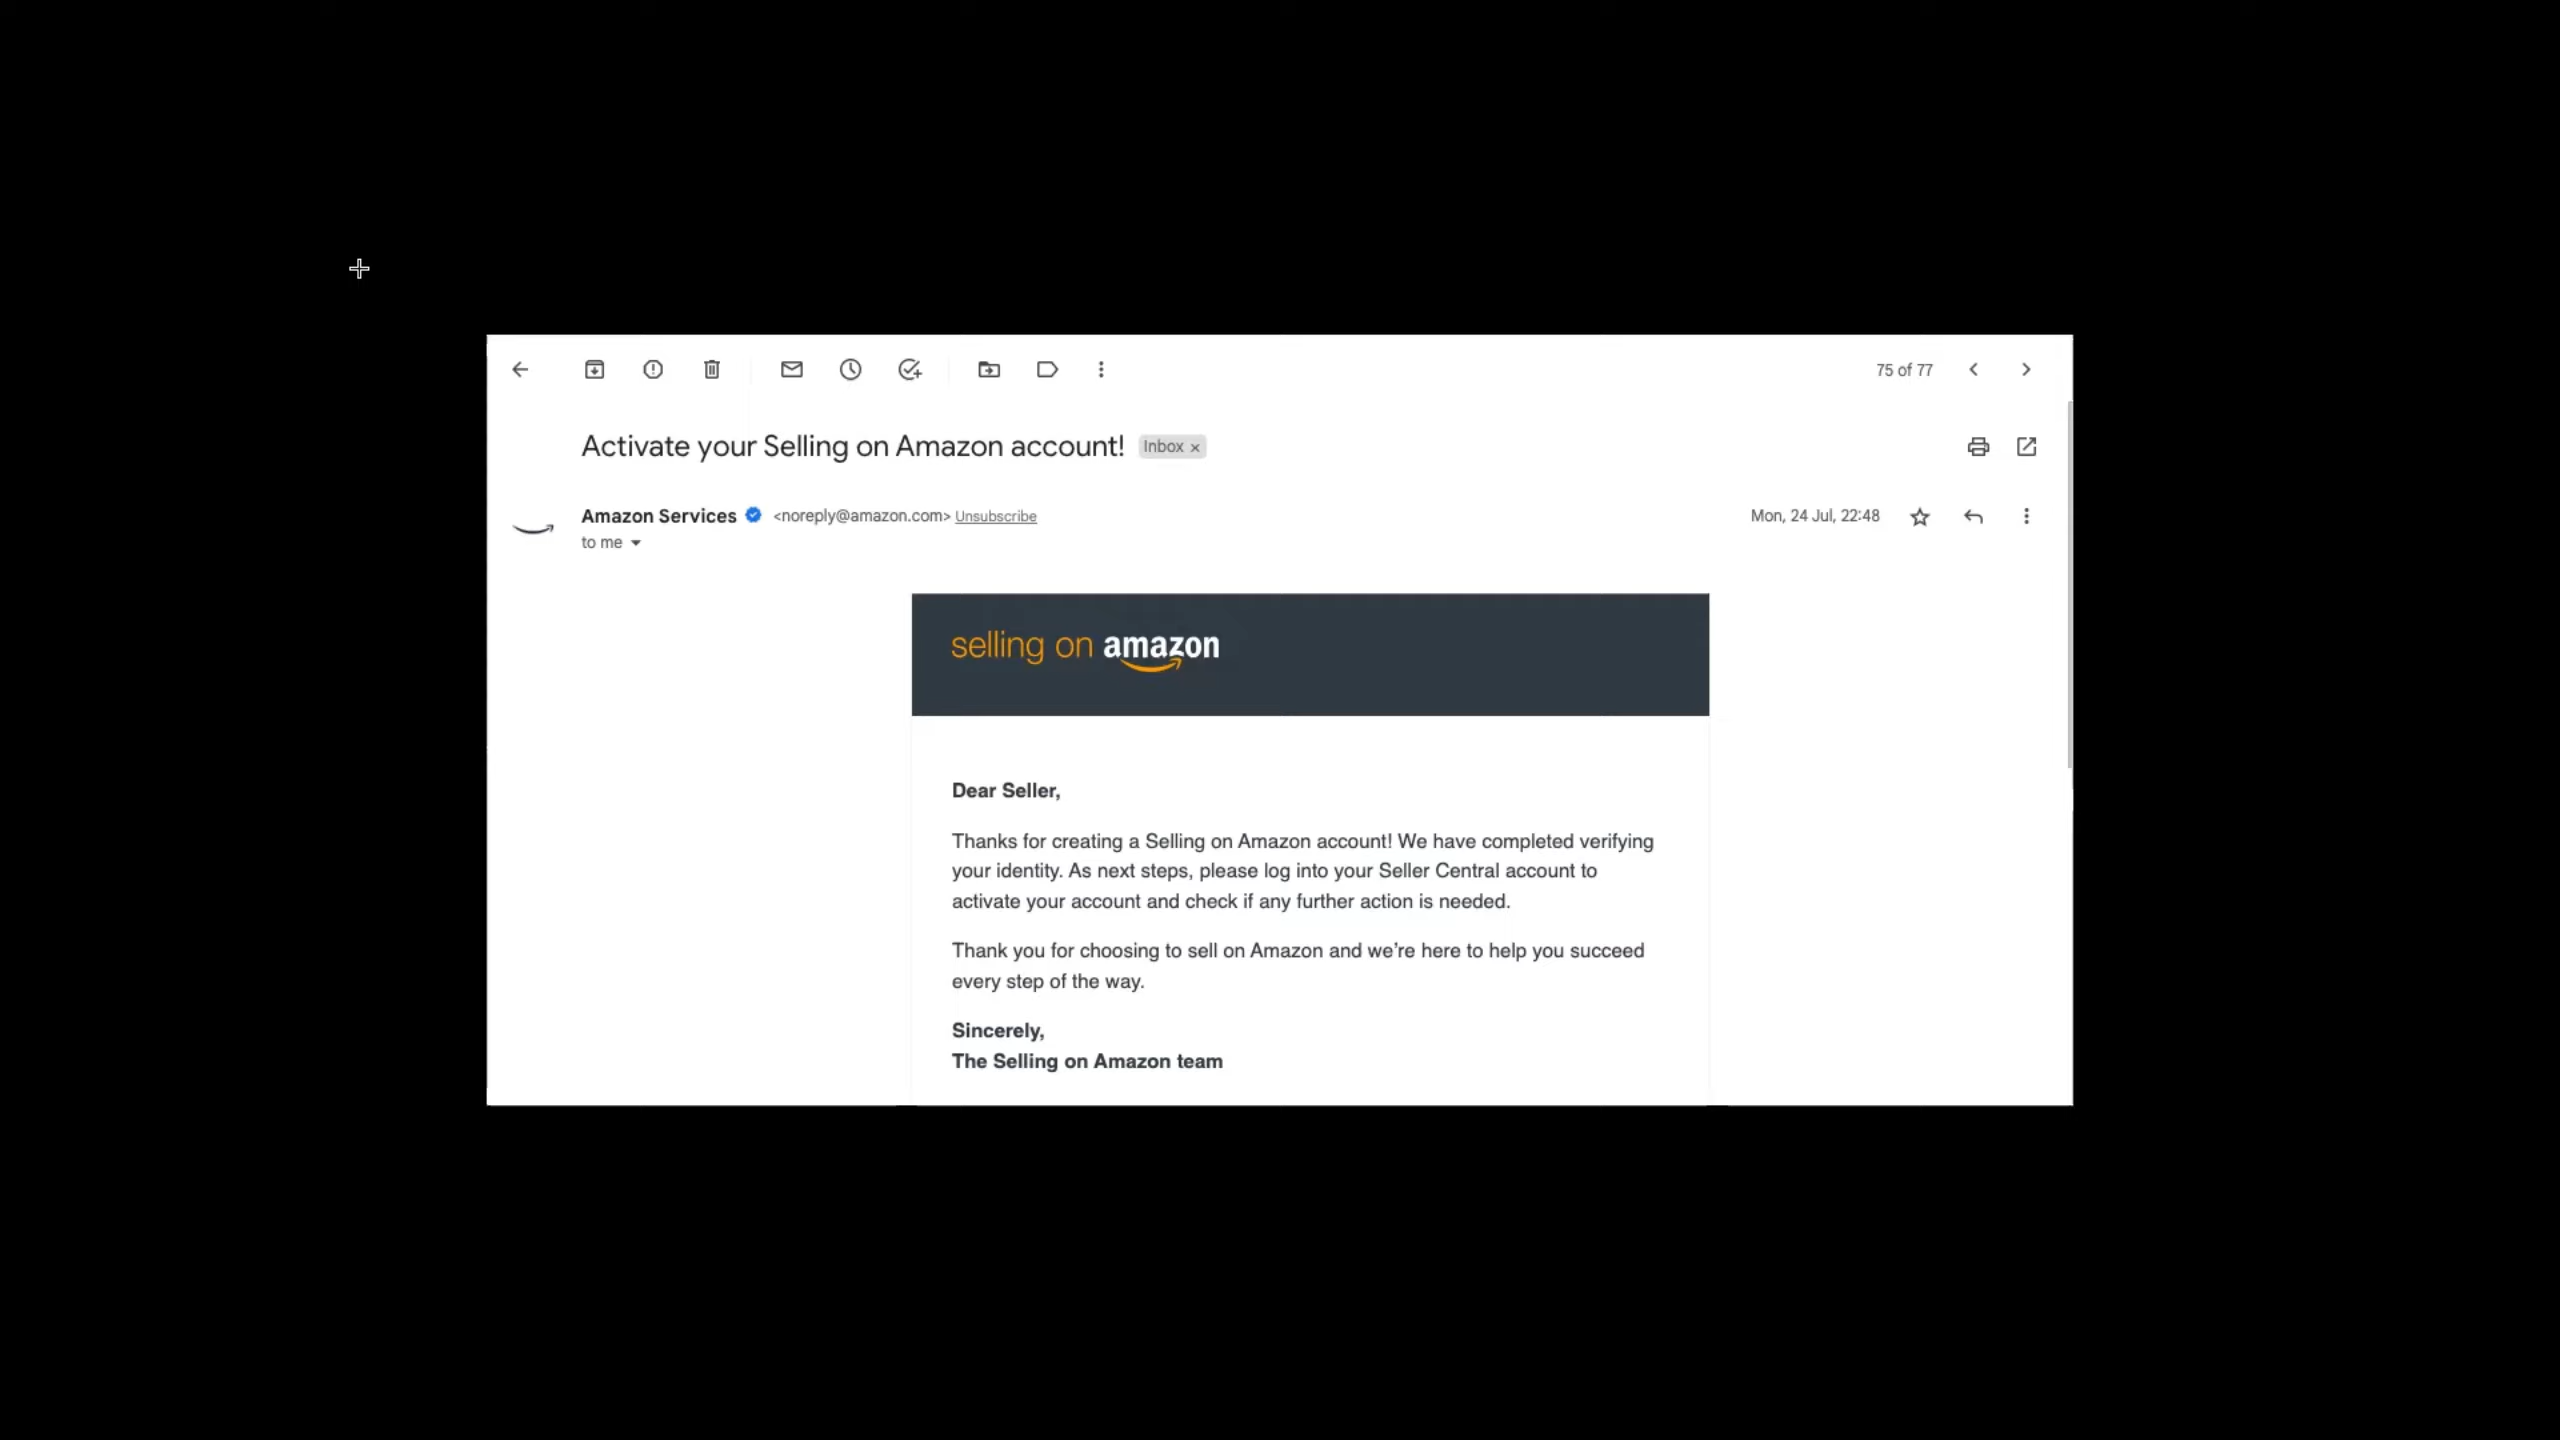 75 of 77
Activate your Selling on Amazon account! Inbox ×
Amazon Services <noreply@amazon.com> Unsubscribe
Mon, 24 Jul, 22:48
to me
selling on amazon
Dear Seller,
Thanks for creating a Selling on Amazon account! We have completed verifying
your identity. As next steps, please log into your Seller Central account to
activate your account and check if any further action is needed.
Thank you for choosing to sell on Amazon and we’re here to help you succeed
every step of the way.
Sincerely,
The Selling on Amazon team